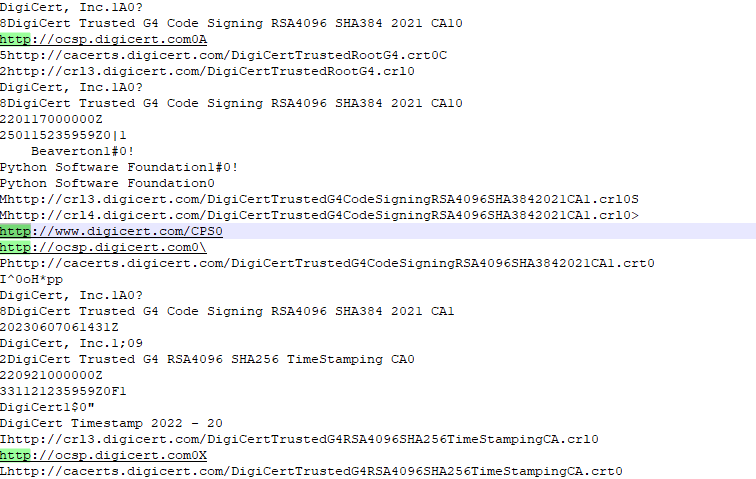 DigiCert, Inc.1A0?
8DigiCert Trusted G4 Code Signing RSA4096 SHA384 2021 CA10
http://ocsp.digicert.com0A
5http://cacerts.digicert.com/DigiCertTrustedRootG4.crt0C
2http://crl3.digicert.com/DigiCertTrustedRootG4.crl0
DigiCert, Inc.1A0?
8DigiCert Trusted G4 Code Signing RSA4096 SHA384 2021 CA10
220117000000Z
250115235959Z0|1
Beaverton1#0!
Python Software Foundation1#0!
Python Software Foundation0
Mhttp://crl3.digicert.com/DigiCertTrustedG4CodeSigningRSA4096SHA3842021CA1.crl0S
Mhttp://crl4.digicert.com/DigiCertTrustedG4CodeSigningRSA4096SHA3842021CA1.crl0>
http://www.digicert.com/CPS0
http://ocsp.digicert.com0\
Phttp://cacerts.digicert.com/DigiCertTrustedG4CodeSigningRSA4096SHA3842021CA1.crt0
I^0oH*pp
DigiCert, Inc.1A0?
8DigiCert Trusted G4 Code Signing RSA4096 SHA384 2021 CA1
20230607061431Z
DigiCert, Inc.1;09
2DigiCert Trusted G4 RSA4096 SHA256 TimeStamping CA0
220921000000Z
331121235959Z0F1
DigiCert1$0"
DigiCert Timestamp 2022 - 20
Ihttp://crl3.digicert.com/DigiCertTrustedG4RSA4096SHA256TimeStampingCA.crl0
http://ocsp.digicert.com0X
Lhttp://cacerts.digicert.com/DigiCertTrustedG4RSA4096SHA256TimeStampingCA.crt0